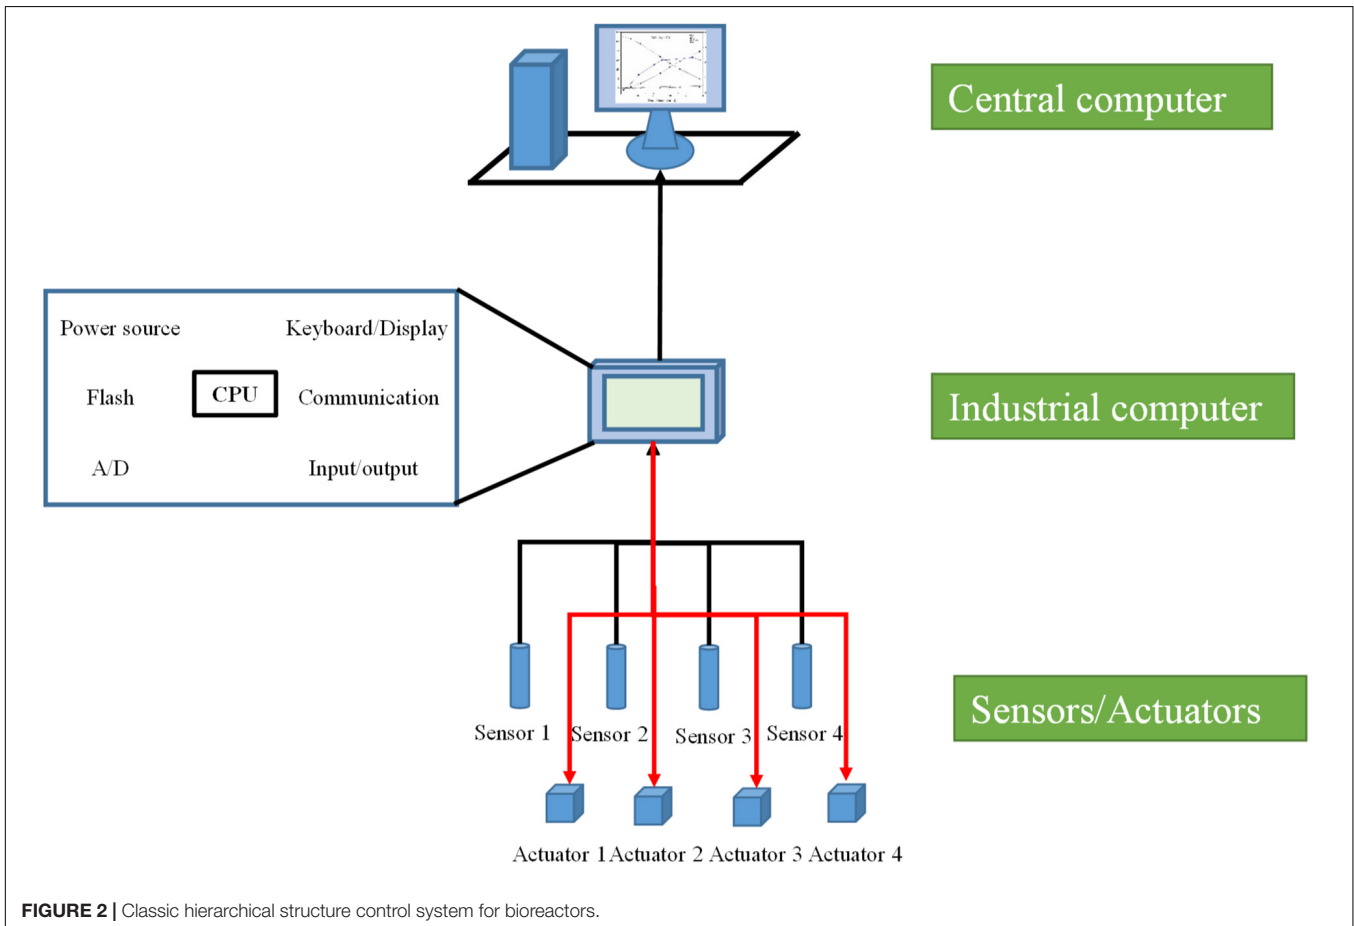 Central computer
Power source
Keyboard/Display
Flash
CPU
Communication
Industrial computer
A/D
Input/output
Sensor 1
Sensor 2
Sensor 3
Sensor 4
Sensors/Actuators
Actuator 1
Actuator 2
Actuator 3
Actuator 4
FIGURE 2 | Classic hierarchical structure control system for bioreactors.